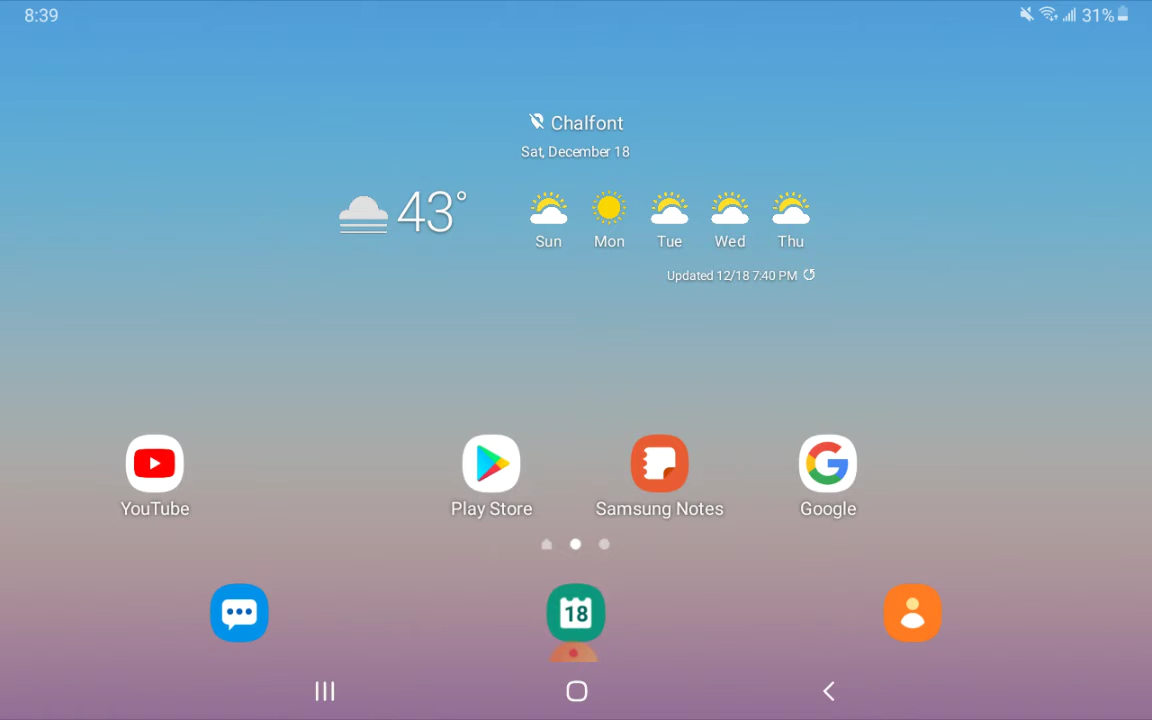 8:39
31%
Chalfont
Sat, December 18
43°
Sun Mon Tue Wed Thu
Updated 12/18 7:40 PM
YouTube
Play Store
Samsung Notes
Google
18